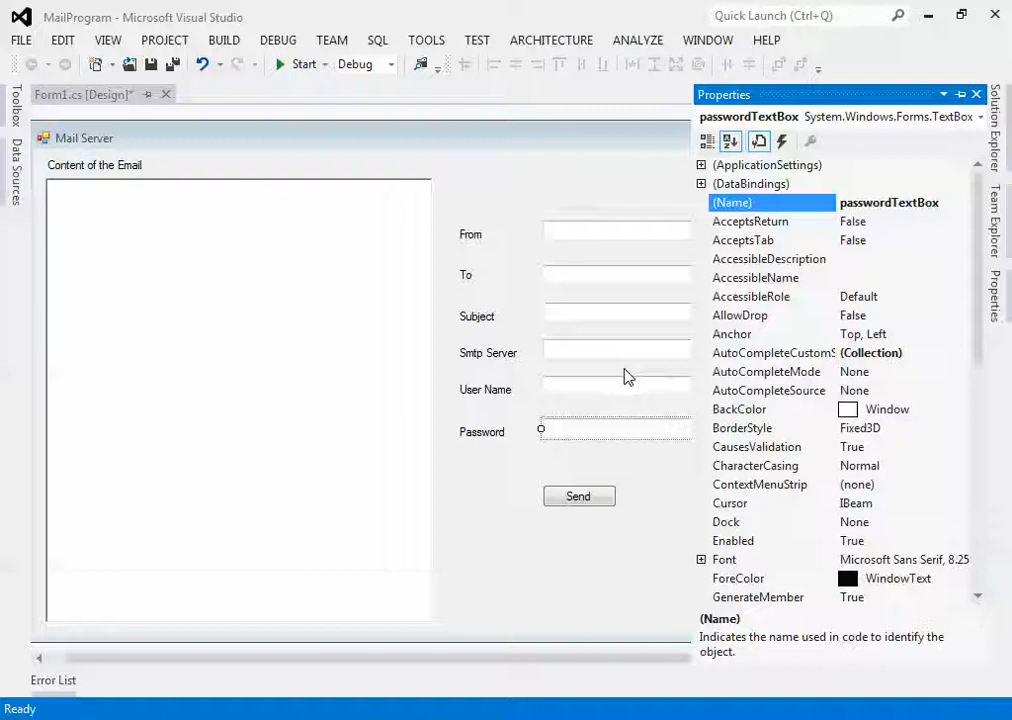 MailProgram - Microsoft Visual Studio
Quick Launch (Ctrl+Q)
FILE EDIT VIEW PROJECT BUILD DEBUG TEAM SQL TOOLS TEST ARCHITECTURE ANALYZE WINDOW HELP
Start Debug
Form1.cs [Design]*
Toolbox
Data Sources
Mail Server
Content of the Email
From
To
Subject
Smtp Server
User Name
Password
Send
Properties
passwordTextBox System.Windows.Forms.TextBox
(ApplicationSettings)
(DataBindings)
(Name) passwordTextBox
AcceptsReturn False
AcceptsTab False
AccessibleDescription
AccessibleName
AccessibleRole Default
AllowDrop False
Anchor Top, Left
AutoCompleteCustomS (Collection)
AutoCompleteMode None
AutoCompleteSource None
BackColor Window
BorderStyle Fixed3D
CausesValidation True
CharacterCasing Normal
ContextMenuStrip (none)
Cursor IBeam
Dock None
Enabled True
Font Microsoft Sans Serif, 8.25
ForeColor WindowText
GenerateMember True
(Name)
Indicates the name used in code to identify the
object.
Solution Explorer
Team Explorer
Properties
Error List
Ready